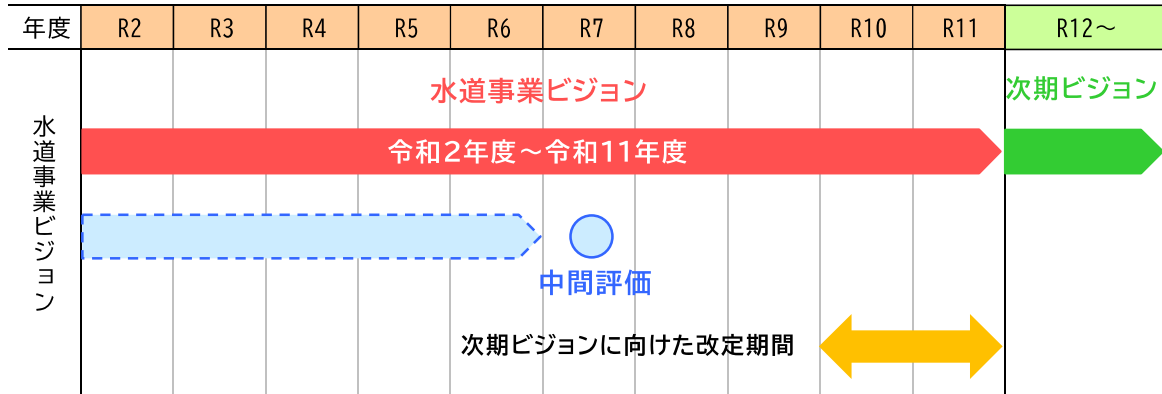 年度 R2 R3 R4 R5 R6 R7 R8 R9 R10 R11 R12～
水道事業ビジョン
水道事業ビジョン 次期ビジョン
令和2年度～令和11年度
中間評価
次期ビジョンに向けた改定期間